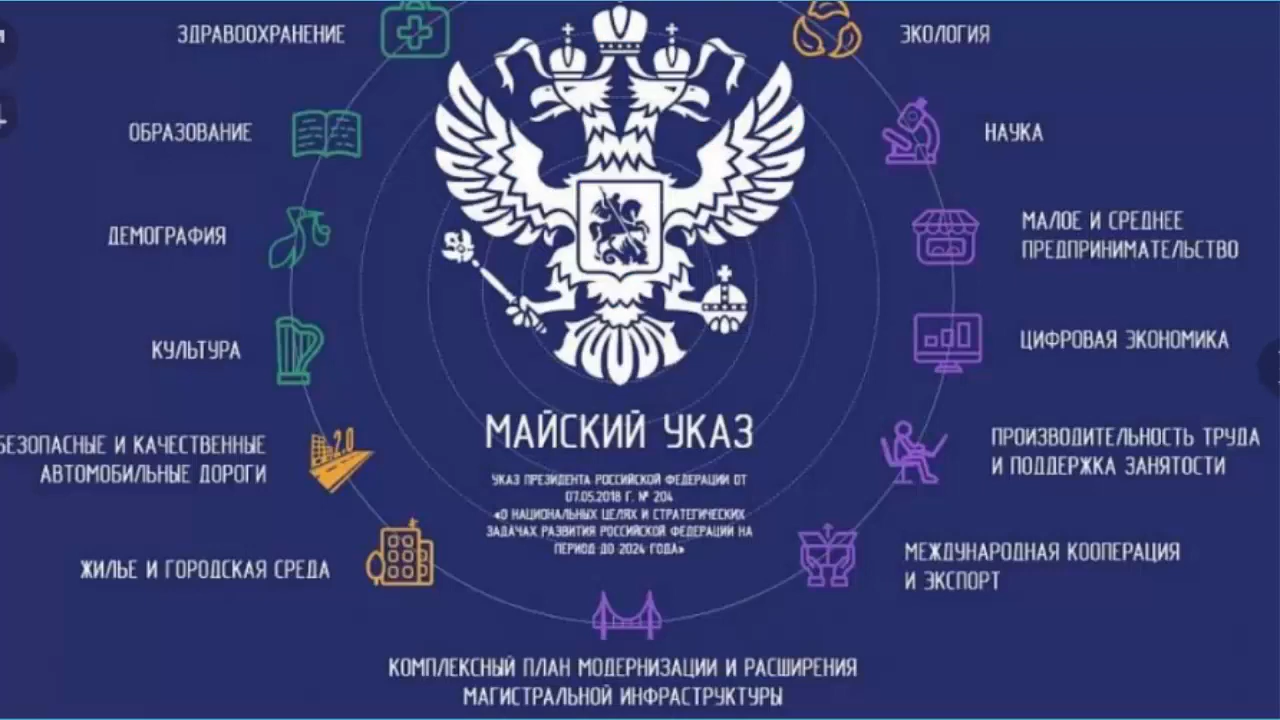 ЗДРАВООХРАНЕНИЕ
ЭКОЛОГИЯ
ОБРАЗОВАНИЕ
НАУКА
ДЕМОГРАФИЯ
МАЛОЕ И СРЕДНЕЕ
ПРЕДПРИНИМАТЕЛЬСТВО
КУЛЬТУРА
ЦИФРОВАЯ ЭКОНОМИКА
БЕЗОПАСНЫЕ И КАЧЕСТВЕННЫЕ
АВТОМОБИЛЬНЫЕ ДОРОГИ
2.0
МАЙСКИЙ УКАЗ
УКАЗ ПРЕЗИДЕНТА РОССИЙСКОЙ ФЕДЕРАЦИИ ОТ
07.05.2018 Г. № 204
«О НАЦИОНАЛЬНЫХ ЦЕЛЯХ И СТРАТЕГИЧЕСКИХ
ЗАДАЧАХ РАЗВИТИЯ РОССИЙСКОЙ ФЕДЕРАЦИИ НА
ПЕРИОД ДО 2024 ГОДА»
ПРОИЗВОДИТЕЛЬНОСТЬ ТРУДА
И ПОДДЕРЖКА ЗАНЯТОСТИ
ЖИЛЬЕ И ГОРОДСКАЯ СРЕДА
МЕЖДУНАРОДНАЯ КООПЕРАЦИЯ
И ЭКСПОРТ
КОМПЛЕКСНЫЙ ПЛАН МОДЕРНИЗАЦИИ И РАСШИРЕНИЯ
МАГИСТРАЛЬНОЙ ИНФРАСТРУКТУРЫ